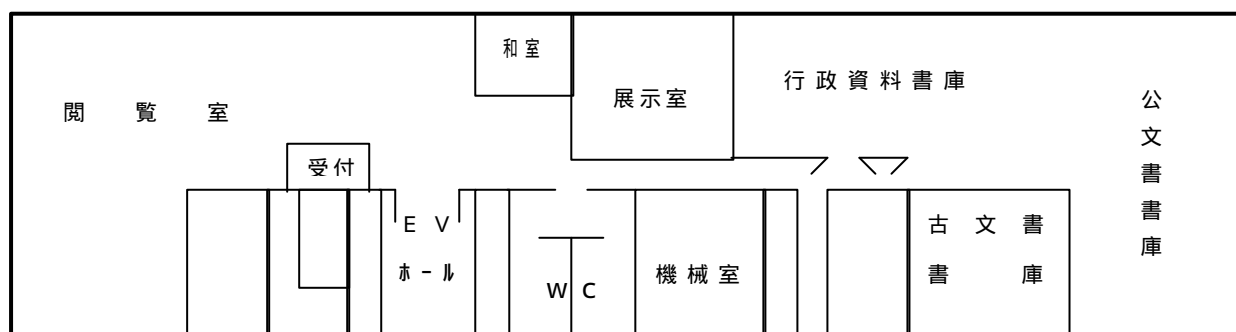 和室
行政資料書庫
展示室
閲覧室
公文書書庫
受付
EV
ホール
古文書
書庫
機械室
WC